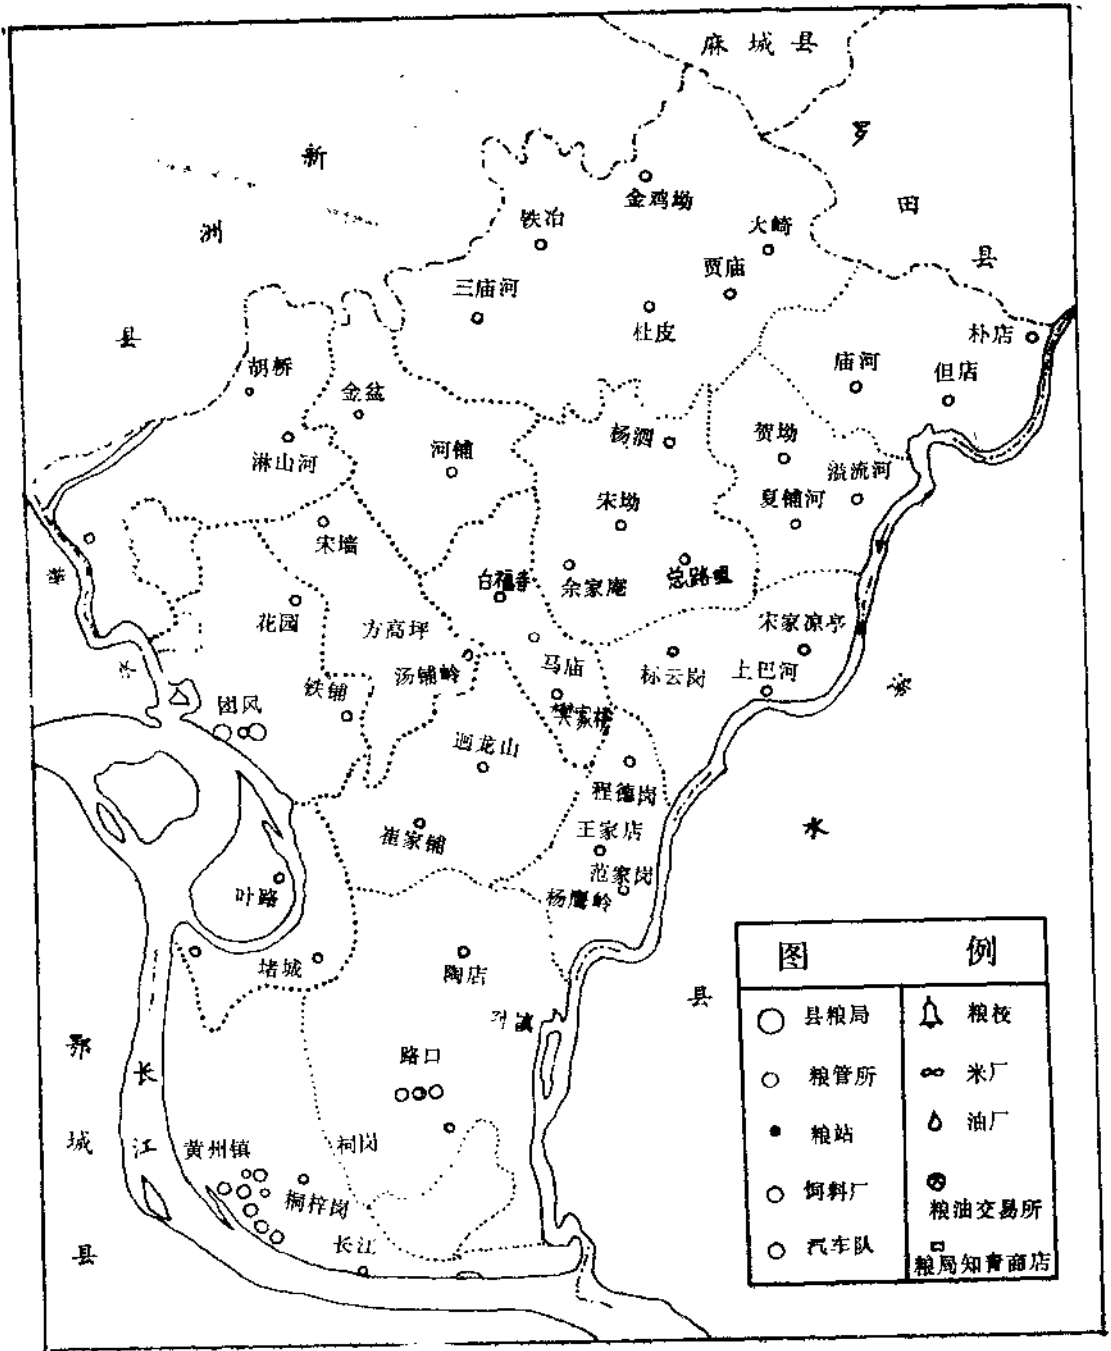 麻城县
新
洲
县
罗
田
县
金鸡坳
铁冶
大崎
贾庙
三庙河
杜皮
朴店
庙河
但店
胡桥
金盆
杨泗
贺坳
河铺
淋山河
溢流河
宋坳
夏铺河
宋墙
白福寺
余家庵
总路咀
花园
方高坪
宋家凉亭
汤铺岭
马庙
标云岗
上巴河
铁铺
团风
樊家楼
迴龙山
程德岗
崔家铺
王家店
范家岗
杨鹰岭
叶路
堵城
陶店
水
县
路口
鄂
城
县
长
江
黄州镇
祠岗
桐梓岗
长江
图 例
县粮局
粮管所
粮站
饲料厂
汽车队
粮校
米厂
油厂
粮油交易所
粮局知青商店